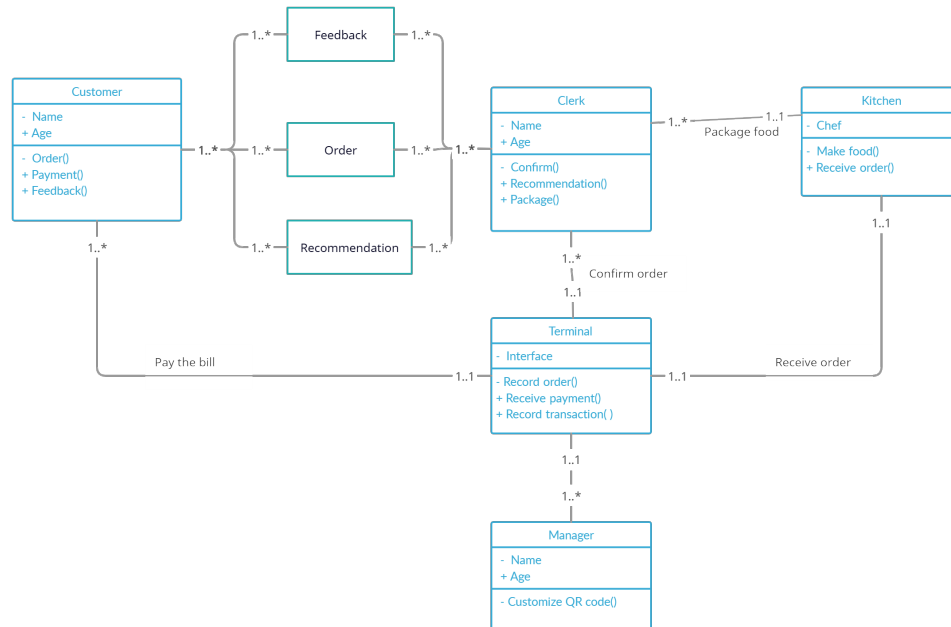 1..*
Feedback
1..*
Customer
- Name
+ Age
- Order()
+ Payment()
+ Feedback()
1..*
1..*
Order
1..*
1..*
1..*
Recommendation
1..*
Clerk
- Name
+ Age
- Confirm()
+ Recommendation()
+ Package()
1..*
1..1
Package food
Kitchen
- Chef
- Make food()
+ Receive order()
1..*
1..*
Confirm order
1..1
1..1
Terminal
- Interface
- Record order()
+ Receive payment()
+ Record transaction( )
Pay the bill
1..1
1..1
Receive order
1..1
1..*
Manager
- Name
+ Age
- Customize QR code()